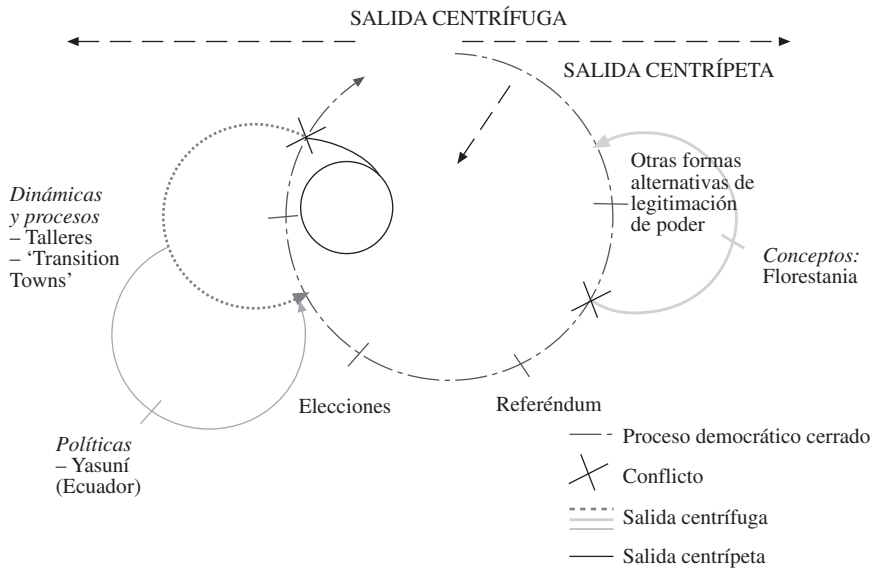 SALIDA CENTRÍFUGA
SALIDA CENTRÍPETA
Otras formas
alternativas de
legitimación
de poder
Dinámicas
y procesos
– Talleres
– ‘Transition
Towns’
Conceptos:
Florestania
Elecciones
Referéndum
Políticas
– Yasuní
(Ecuador)
Proceso democrático cerrado
Conflicto
Salida centrífuga
Salida centrípeta